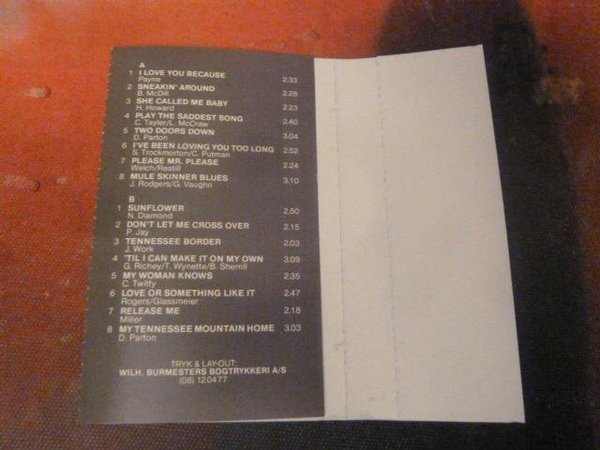 A
1 I LOVE YOU BECAUSE 2.33
Payne
2 SNEAKIN' AROUND 2.28
B. McDill
3 SHE CALLED ME BABY 2.23
H. Howard
4 PLAY THE SADDEST SONG 2.40
C. Tayler/L. McCraw
5 TWO DOORS DOWN 3.04
D. Parton
6 I'VE BEEN LOVING YOU TOO LONG 2.52
S. Trockmorton/C. Putman
7 PLEASE MR. PLEASE 2.24
Welch/Restill
8 MULE SKINNER BLUES 3.10
J. Rodgers/G. Vaughn
B
1 SUNFLOWER 2.50
N. Diamond
2 DON'T LET ME CROSS OVER 2.15
P. Jay
3 TENNESSEE BORDER 2.03
J. Work
4 'TIL I CAN MAKE IT ON MY OWN 3.09
G. Richey/T. Wynette/B. Sherrill
5 MY WOMAN KNOWS 2.35
C. Twitty
6 LOVE OR SOMETHING LIKE IT 2.47
Rogers/Glassmeier
7 RELEASE ME 2.18
Miller
8 MY TENNESSEE MOUNTAIN HOME 3.03
D. Parton
TRYK & LAY-OUT:
WILH. BURMESTERS BOGTRYKKERI A/S
(08) 12 04 77